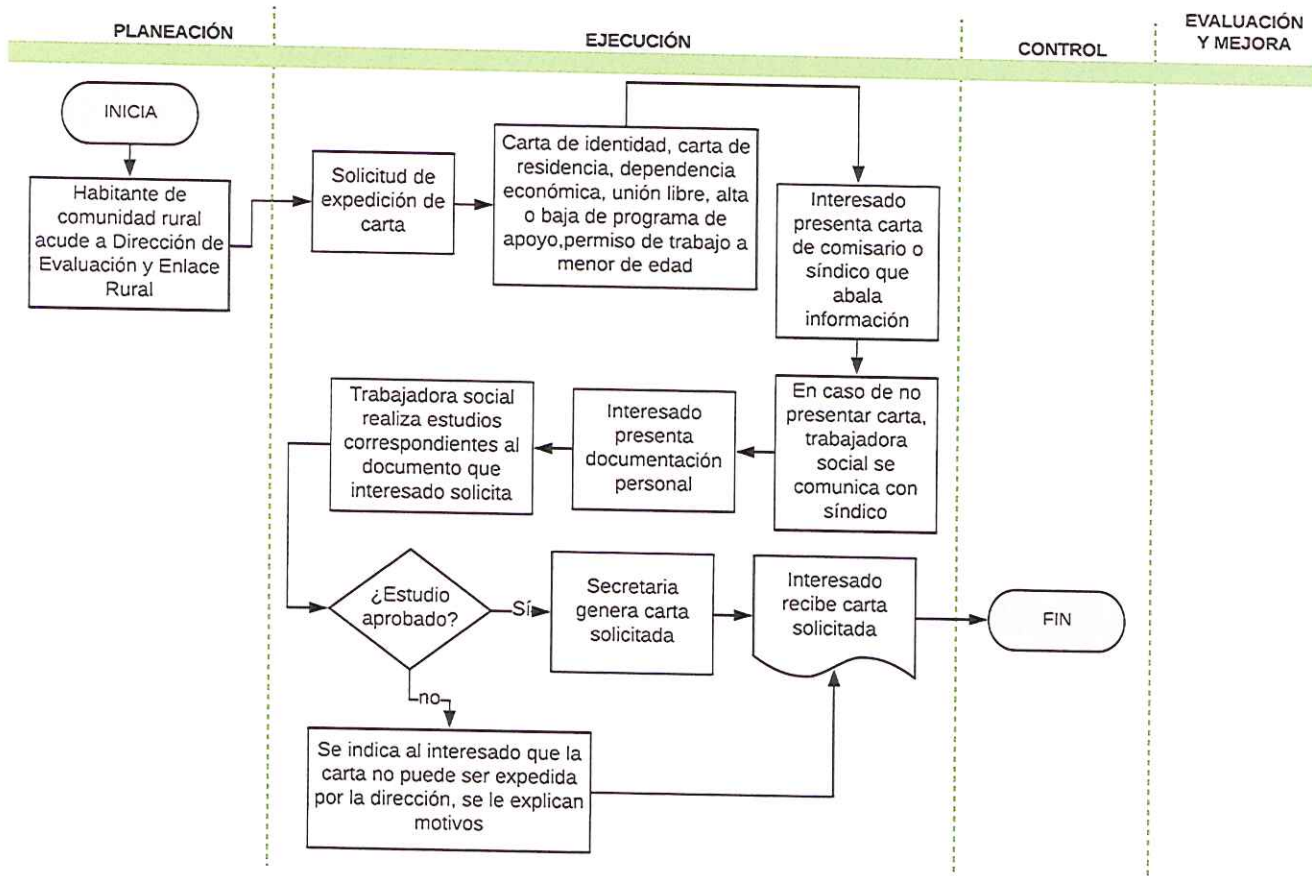 PLANEACIÓN
EJECUCIÓN
CONTROL
EVALUACIÓN
Y MEJORA
INICIA
Habitante de
comunidad rural
acude a Dirección de
Evaluación y Enlace
Rural
Solicitud de
expedición de
carta
Carta de identidad, carta de
residencia, dependencia
económica, unión libre, alta
o baja de programa de
apoyo,permiso de trabajo a
menor de edad
Interesado
presenta carta
de comisario o
síndico que
abala
información
En caso de no
presentar carta,
trabajadora
social se
comunica con
síndico
Interesado
presenta
documentación
personal
Trabajadora social
realiza estudios
correspondientes al
documento que
interesado solicita
¿Estudio
aprobado?
Sí
Secretaria
genera carta
solicitada
Interesado
recibe carta
solicitada
FIN
no
Se indica al interesado que la
carta no puede ser expedida
por la dirección, se le explican
motivos